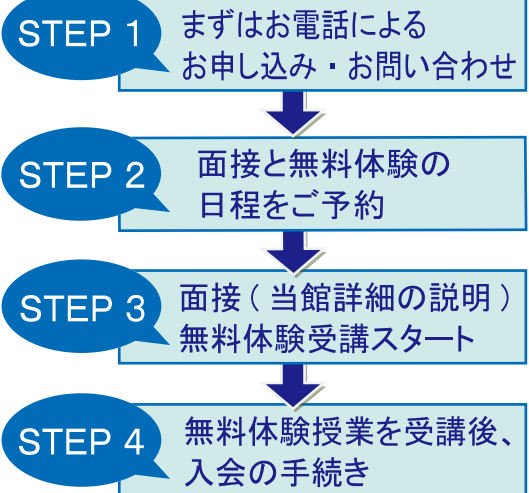 STEP 1
まずはお電話による
お申し込み・お問い合わせ
STEP 2
面接と無料体験の
日程をご予約
STEP 3
面接（当館詳細の説明）
無料体験受講スタート
STEP 4
無料体験授業を受講後、
入会の手続き